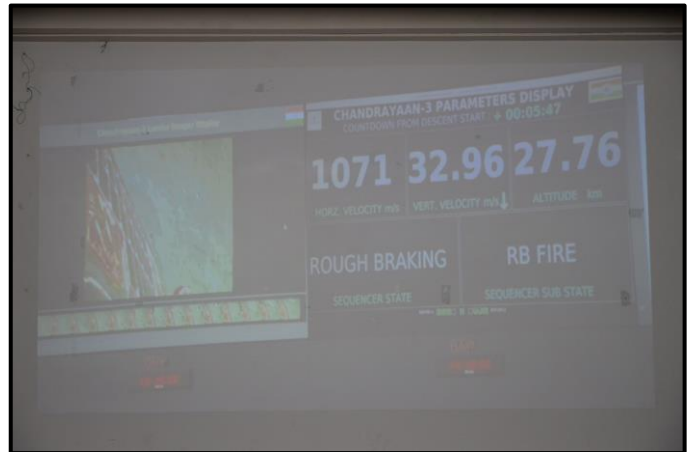 CHANDRAYAAN-3 PARAMETERS DISPLAY
COUNTDOWN FROM DESCENT START: + 00:05:47
1071
32.96
27.76
HORZ. VELOCITY m/s
VERT. VELOCITY m/s
ALTITUDE km
ROUGH BRAKING
RB FIRE
SEQUENCER STATE
SEQUENCER SUB STATE